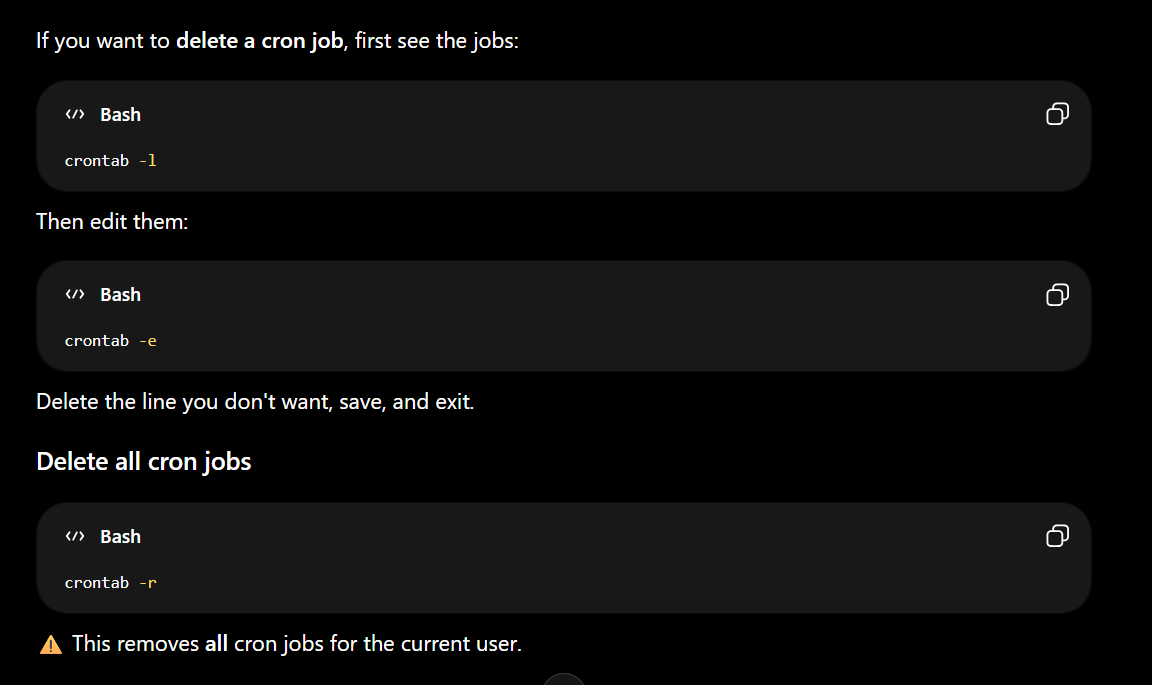 If you want to delete a cron job, first see the jobs:
Bash
crontab -l
Then edit them:
Bash
crontab -e
Delete the line you don't want, save, and exit.
Delete all cron jobs
Bash
crontab -r
This removes all cron jobs for the current user.